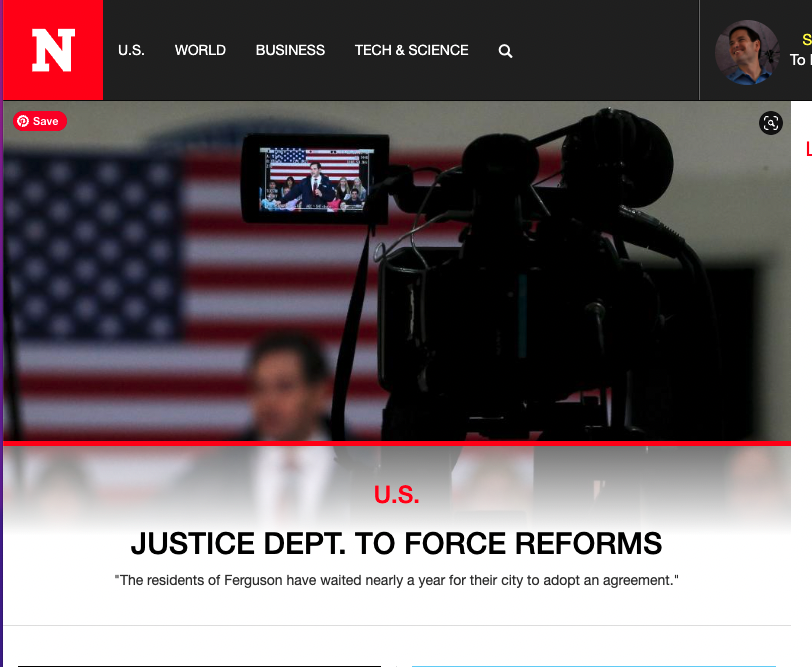 N
U.S. WORLD BUSINESS TECH & SCIENCE
S
To
Save
L
U.S.
JUSTICE DEPT. TO FORCE REFORMS
"The residents of Ferguson have waited nearly a year for their city to adopt an agreement."